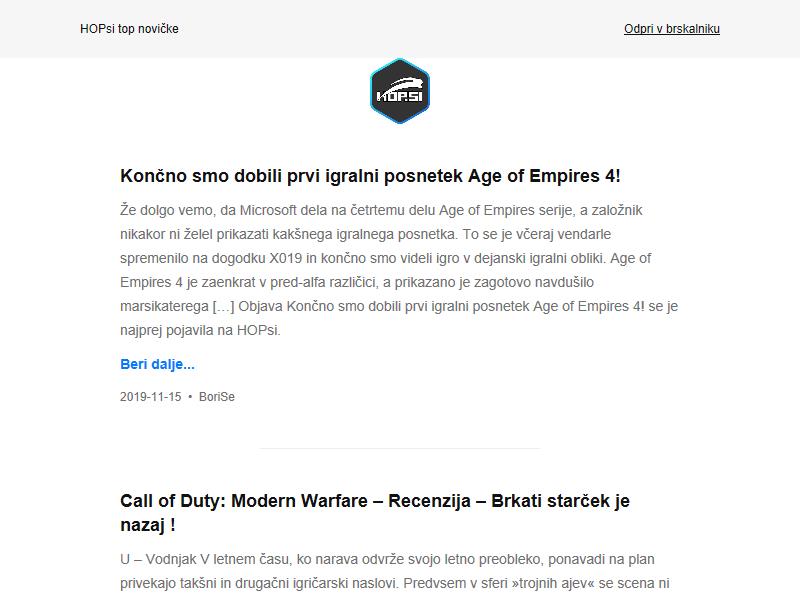 HOPsi top novičke
Odpri v brskalniku
HOP.SI
Končno smo dobili prvi igralni posnetek Age of Empires 4!
Že dolgo vemo, da Microsoft dela na četrtemu delu Age of Empires serije, a založnik
nikakor ni želel prikazati kakšnega igralnega posnetka. To se je včeraj vendarle
spremenilo na dogodku X019 in končno smo videli igro v dejanski igralni obliki. Age of
Empires 4 je zaenkrat v pred-alfa različici, a prikazano je zagotovo navdušilo
marsikaterega […] Objava Končno smo dobili prvi igralni posnetek Age of Empires 4! se je
najprej pojavila na HOPsi.
Beri dalje...
2019-11-15 • BoriSe
Call of Duty: Modern Warfare – Recenzija – Brkati starček je
nazaj !
U – Vodnjak V letnem času, ko narava odvrže svojo letno preobleko, ponavadi na plan
privekajo takšni in drugačni igričarski naslovi. Predvsem v sferi »trojnih ajev« se scena ni